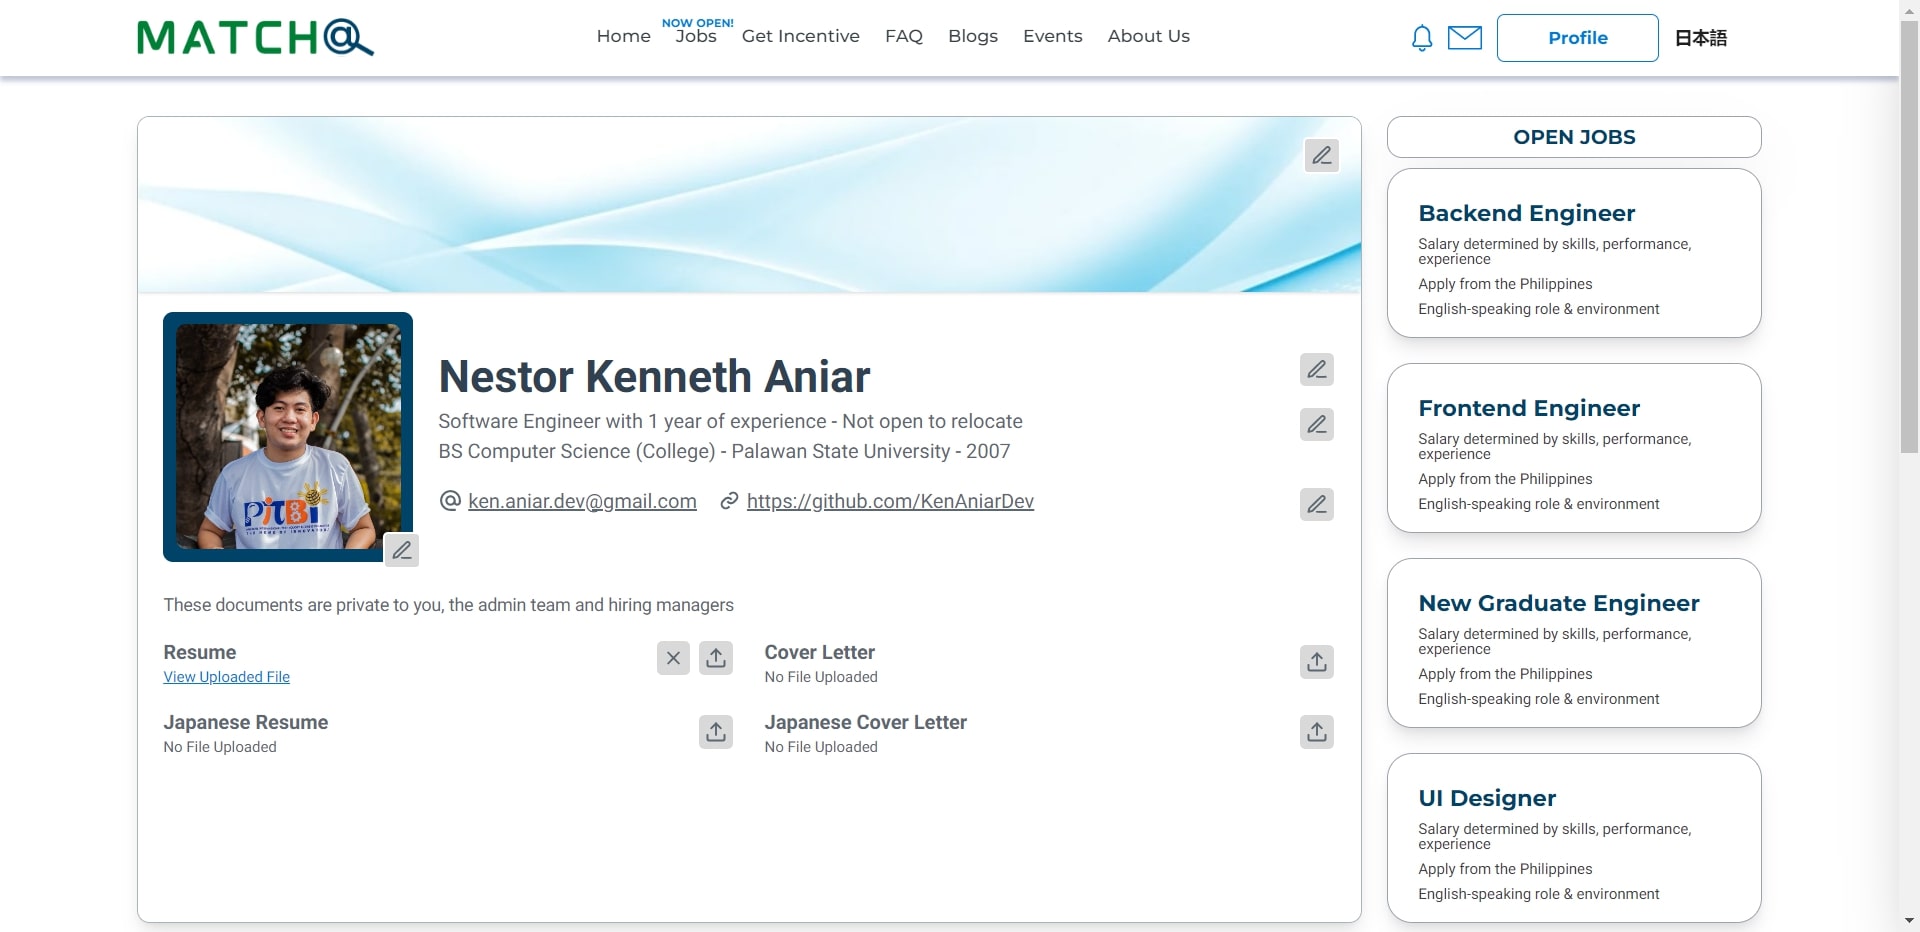 MATCH@
NOW OPEN!
Home Jobs Get Incentive FAQ Blogs Events About Us
Profile
日本語
OPEN JOBS
Nestor Kenneth Aniar
Software Engineer with 1 year of experience - Not open to relocate
BS Computer Science (College) - Palawan State University - 2007
ken.aniar.dev@gmail.com https://github.com/KenAniarDev
PITBI
These documents are private to you, the admin team and hiring managers
Resume
View Uploaded File
Cover Letter
No File Uploaded
Japanese Resume
No File Uploaded
Japanese Cover Letter
No File Uploaded
Backend Engineer
Salary determined by skills, performance,
experience
Apply from the Philippines
English-speaking role & environment
Frontend Engineer
Salary determined by skills, performance,
experience
Apply from the Philippines
English-speaking role & environment
New Graduate Engineer
Salary determined by skills, performance,
experience
Apply from the Philippines
English-speaking role & environment
UI Designer
Salary determined by skills, performance,
experience
Apply from the Philippines
English-speaking role & environment